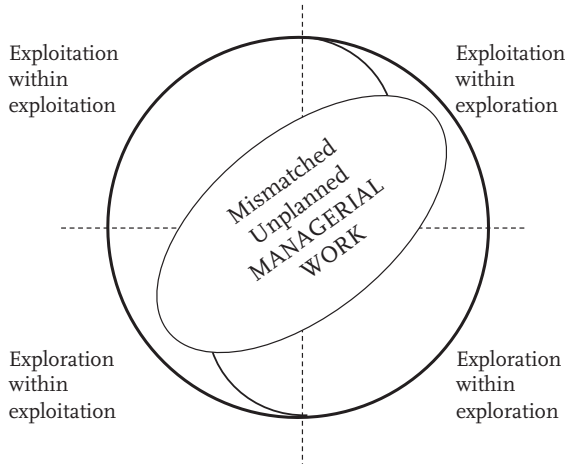 Exploitation
within
exploitation
Exploitation
within
exploration
Mismatched
Unplanned
MANAGERIAL
WORK
Exploration
within
exploitation
Exploration
within
exploration